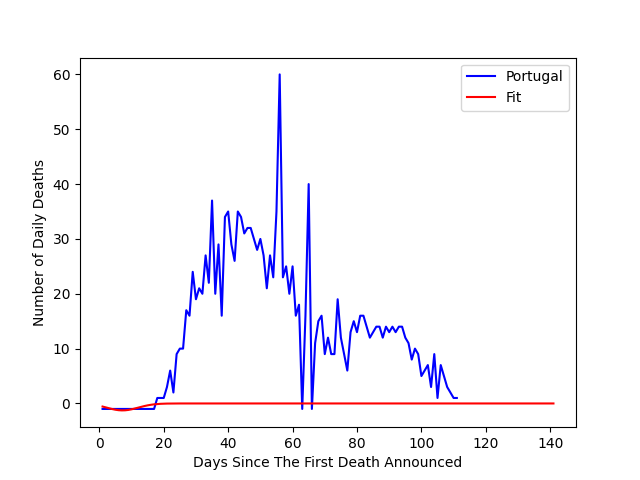 Portugal
Fit
60
50
40
30
20
10
0
Number of Daily Deaths
0 20 40 60 80 100 120 140
Days Since The First Death Announced